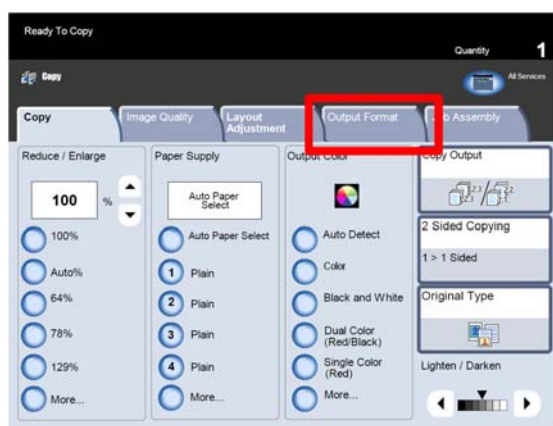 Ready To Copy
Quantity 1
Copy
All Services
Copy
Image Quality
Layout
Adjustment
Output Format
Job Assembly
Reduce / Enlarge
100 %
100%
Auto%
64%
78%
129%
More...
Paper Supply
Auto Paper
Select
Auto Paper Select
1 Plain
2 Plain
3 Plain
4 Plain
More...
Output Color
Auto Detect
Color
Black and White
Dual Color
(Red/Black)
Single Color
(Red)
More...
Copy Output
2 Sided Copying
1 > 1 Sided
Original Type
Lighten / Darken